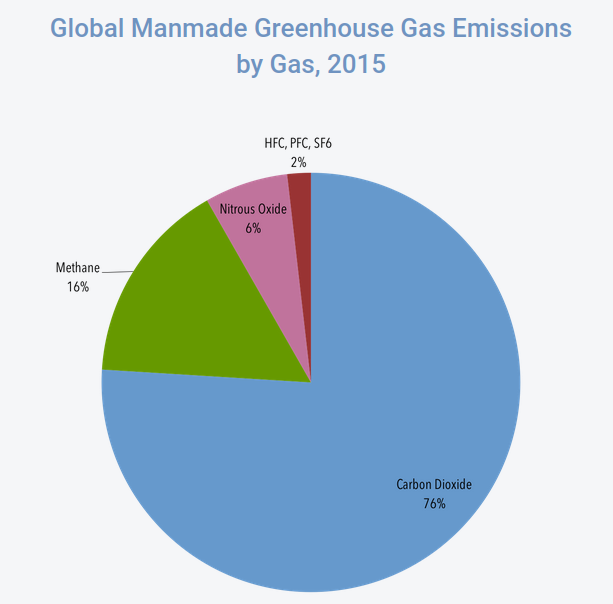 Global Manmade Greenhouse Gas Emissions
by Gas, 2015
HFC, PFC, SF6
2%
Nitrous Oxide
6%
Methane
16%
Carbon Dioxide
76%